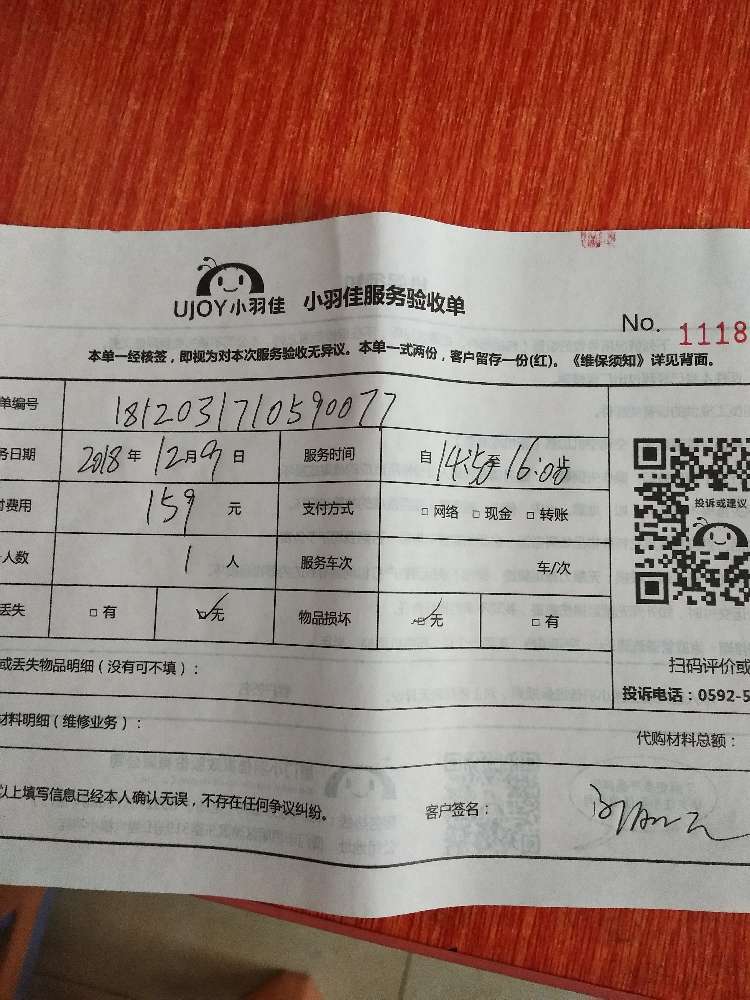 UJOY小羽佳 小羽佳服务验收单
No. 1118
本单一经核签，即视为对本次服务验收无异议。本单一式两份，客户留存一份(红)。《维保须知》详见背面。
单编号 1812031710590077
务日期 2018 年 12 月 9 日 服务时间 自 14:50 至 16:00 止
付费用 159 元 支付方式 □ 网络 □ 现金 □ 转账
人数 1 人 服务车次 车/次
丢失 □ 有 ☑ 无 物品损坏 ☑ 无 □ 有
投诉或建议
或丢失物品明细（没有可不填）：
扫码评价或
投诉电话：0592-5
材料明细（维修业务）：
代购材料总额：
以上填写信息已经本人确认无误，不存在任何争议纠纷。 客户签名：